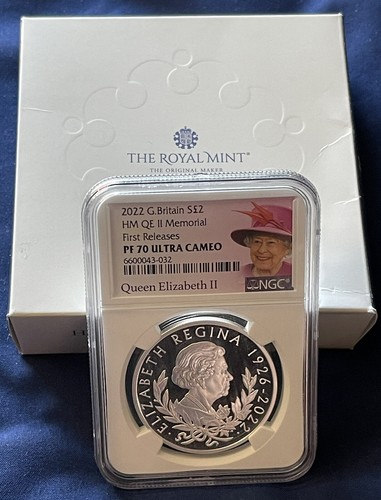 THE ROYAL MINT®
THE ORIGINAL MAKER
2022 G.Britain S£2
HM QE II Memorial
First Releases
PF 70 ULTRA CAMEO
6600043-032
NGC
Queen Elizabeth II
· ELIZABETH REGINA 1926-2022 ·